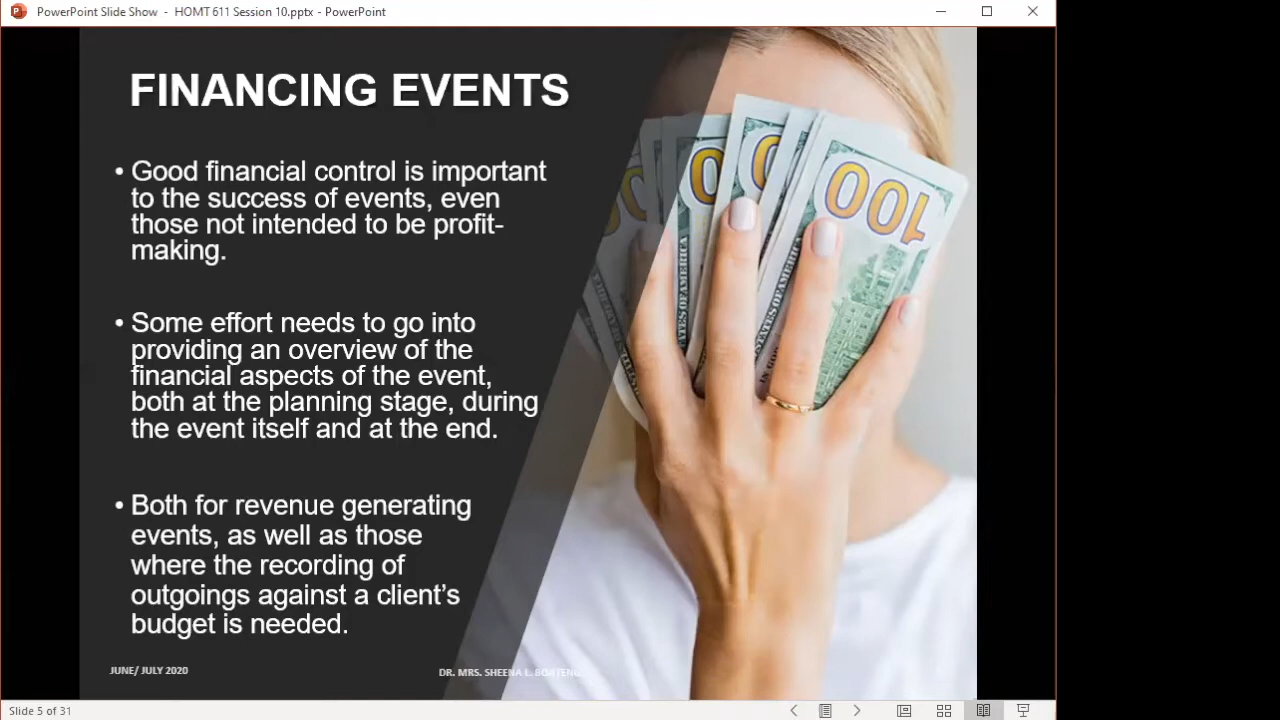 PowerPoint Slide Show - HOMT 611 Session 10.pptx - PowerPoint
FINANCING EVENTS
• Good financial control is important
to the success of events, even
those not intended to be profit-
making.
• Some effort needs to go into
providing an overview of the
financial aspects of the event,
both at the planning stage, during
the event itself and at the end.
• Both for revenue generating
events, as well as those
where the recording of
outgoings against a client's
budget is needed.
100
JUNE/ JULY 2020
DR. MRS. SHEENA L. BOATENG
Slide 5 of 31